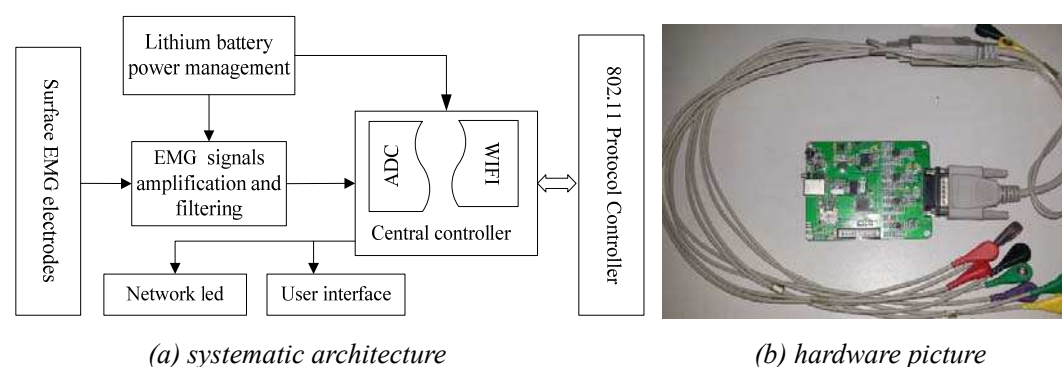 Surface EMG electrodes
Lithium battery
power management
EMG signals
amplification and
filtering
ADC
WIFI
Central controller
Network led
User interface
802.11 Protocol Controller
(a) systematic architecture
(b) hardware picture